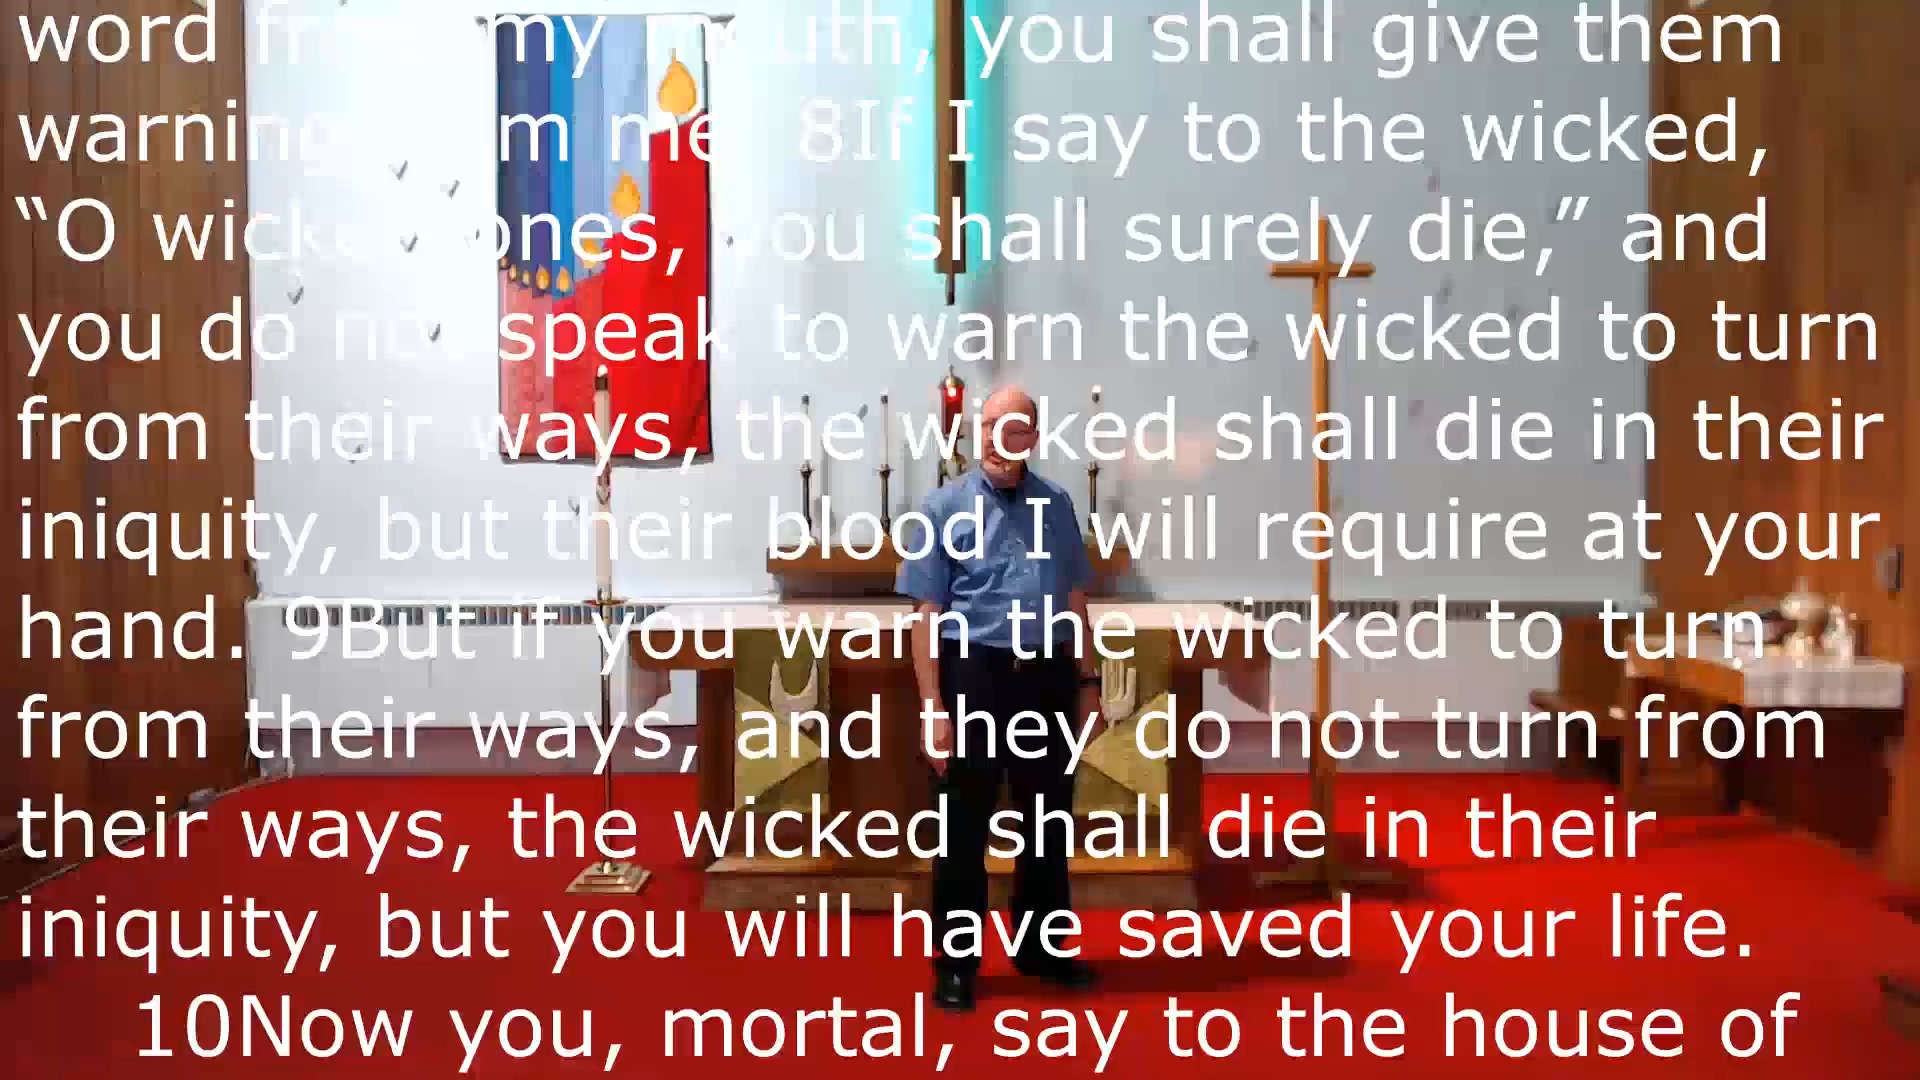 word from my mouth, you shall give them
warning from me. 8If I say to the wicked,
“O wicked ones, you shall surely die,” and
you do not speak to warn the wicked to turn
from their ways, the wicked shall die in their
iniquity, but their blood I will require at your
hand. 9But if you warn the wicked to turn
from their ways, and they do not turn from
their ways, the wicked shall die in their
iniquity, but you will have saved your life.
10Now you, mortal, say to the house of